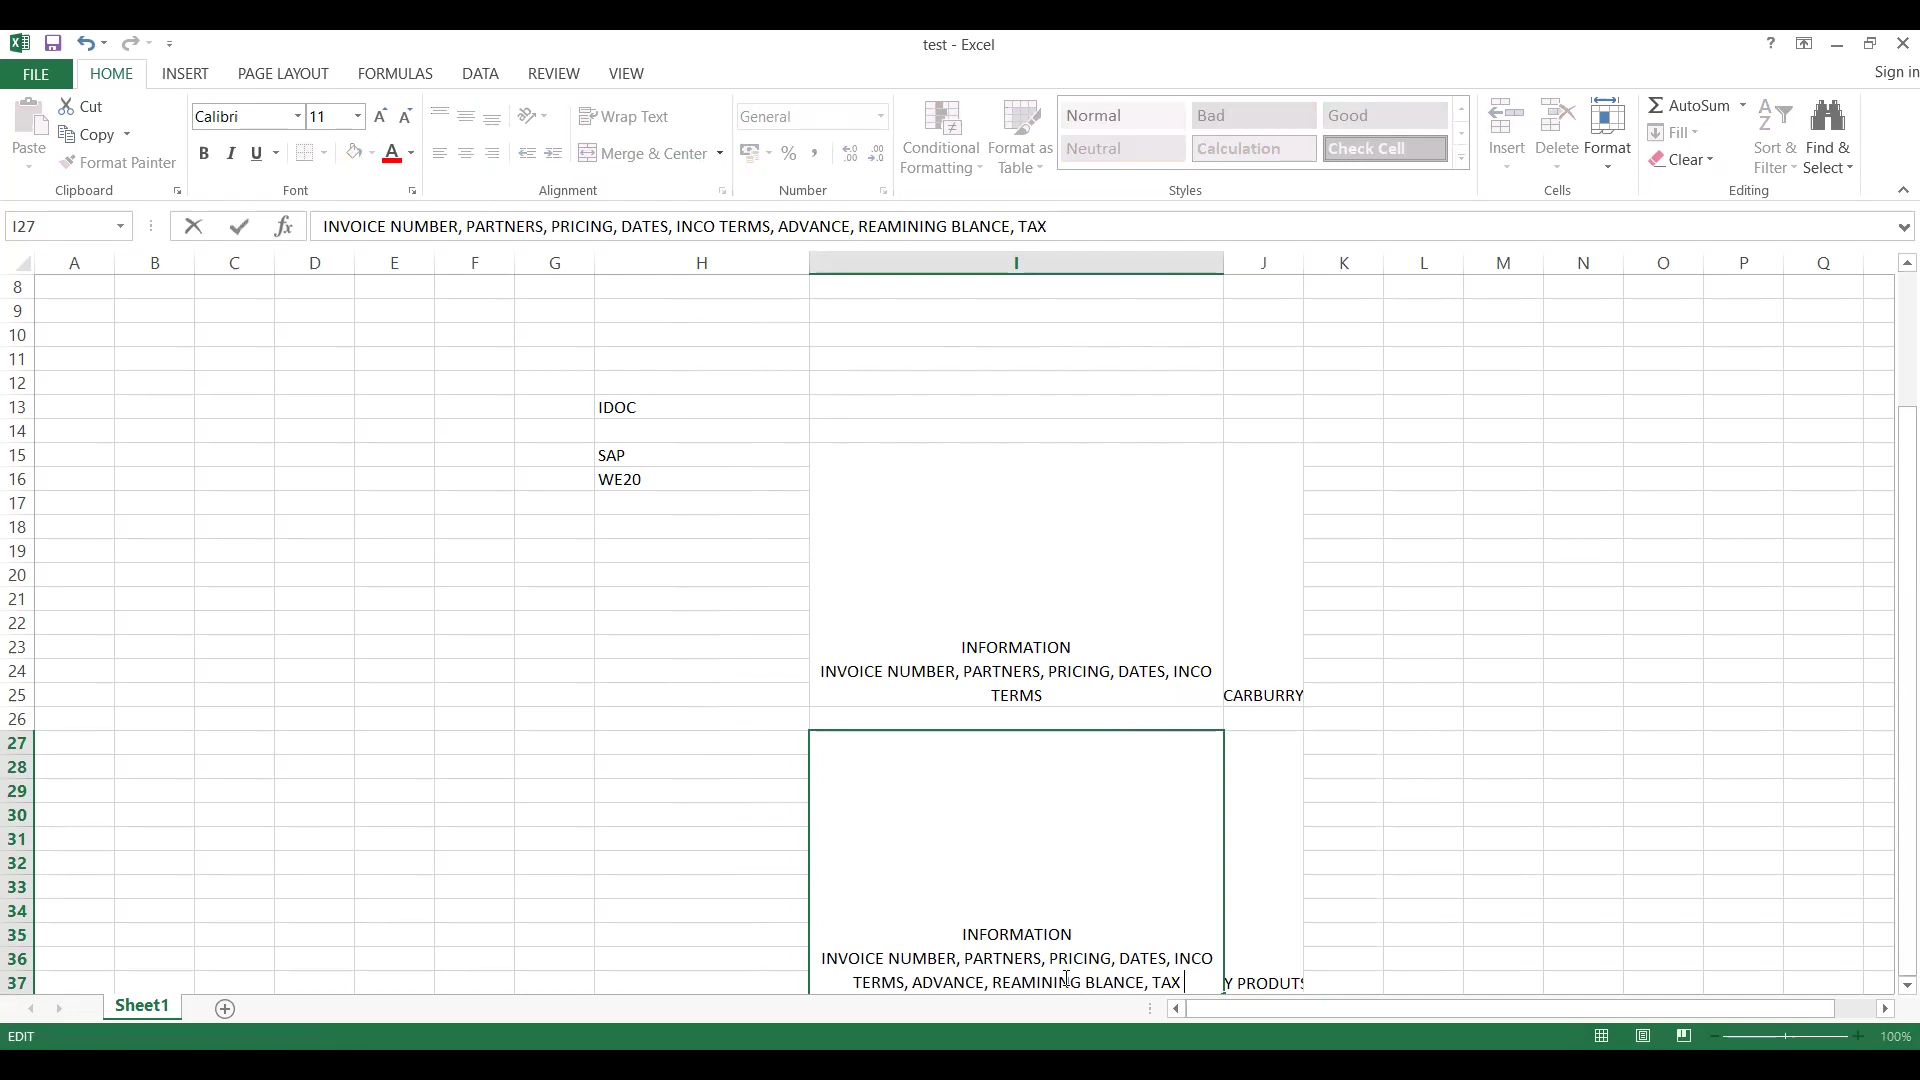 test - Excel
?
Sign in
FILE HOME INSERT PAGE LAYOUT FORMULAS DATA REVIEW VIEW
Paste
Cut
Copy
Format Painter
Clipboard
Calibri 11 A A
B I U A
Font
Wrap Text
Merge & Center
Alignment
General
% ,
Number
Conditional Formatting
Format as Table
Normal Bad Good
Neutral Calculation Check Cell
Styles
Insert Delete Format
Cells
AutoSum
Fill
Clear
Sort & Filter
Find & Select
Editing
I27 fx INVOICE NUMBER, PARTNERS, PRICING, DATES, INCO TERMS, ADVANCE, REAMINING BLANCE, TAX
A B C D E F G H I J K L M N O P Q
8
9
10
11
12
13 IDOC
14
15 SAP
16 WE20
17
18
19
20
21
22
23 INFORMATION
24 INVOICE NUMBER, PARTNERS, PRICING, DATES, INCO
25 TERMS CARBURRY
26
27
28
29
30
31
32
33
34
35 INFORMATION
36 INVOICE NUMBER, PARTNERS, PRICING, DATES, INCO
37 TERMS, ADVANCE, REAMINING BLANCE, TAX Y PRODUTS
Sheet1
EDIT 100%